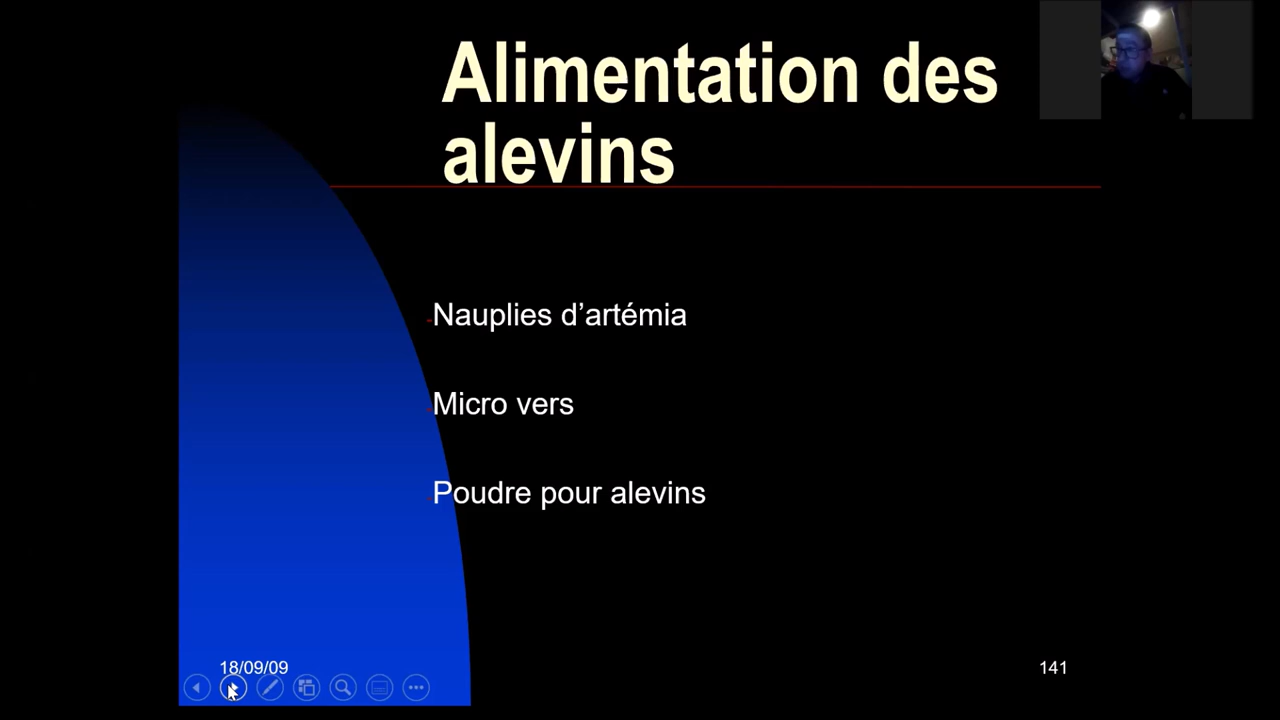 Alimentation des
alevins
-Nauplies d’artémia
-Micro vers
-Poudre pour alevins
18/09/09
141